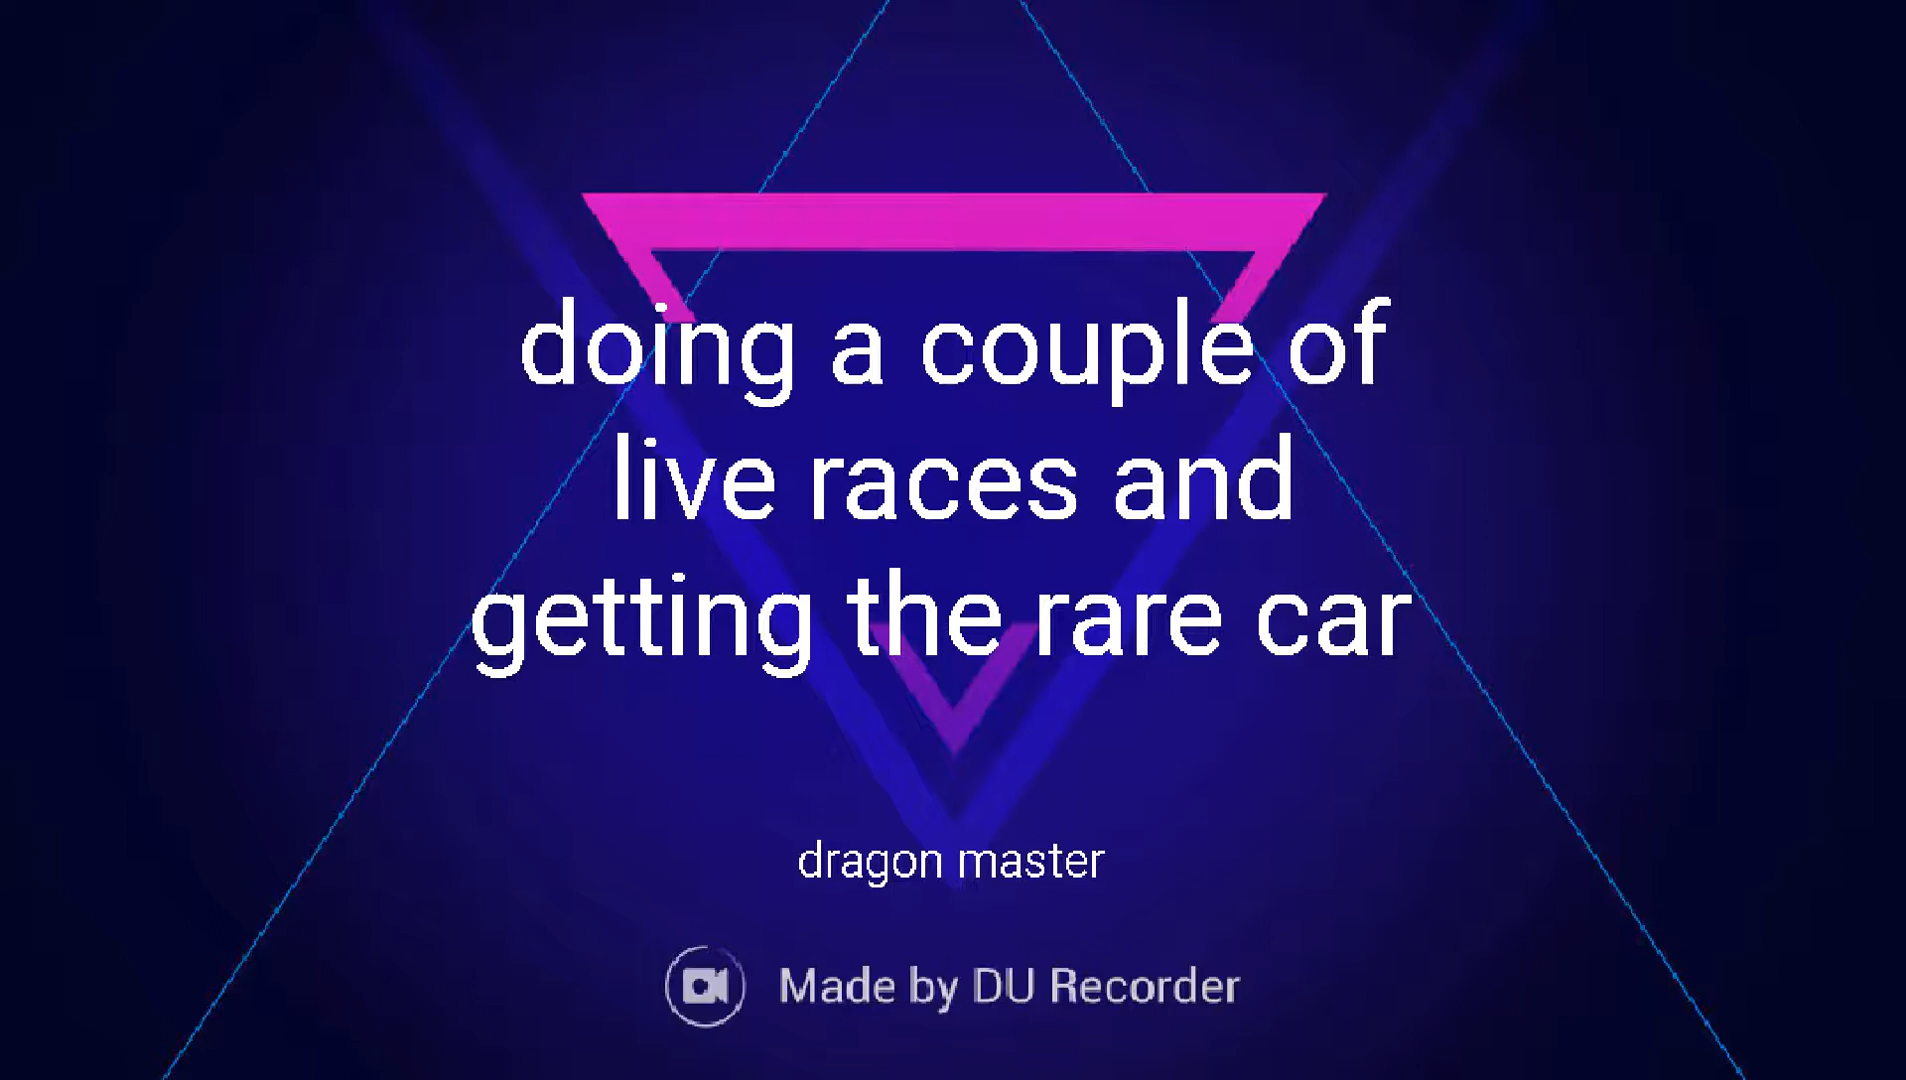 doing a couple of
live races and
getting the rare car
dragon master
Made by DU Recorder